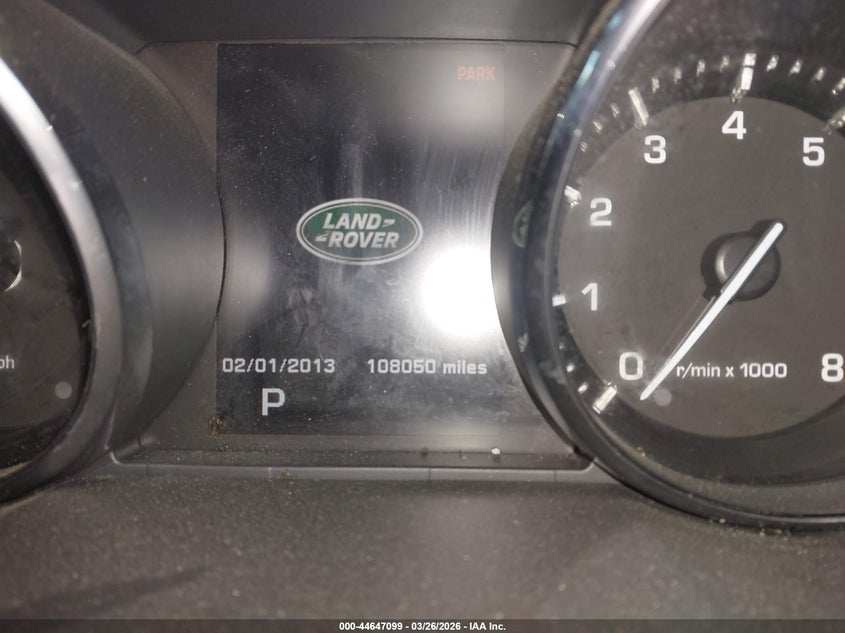 PARK
LAND
ROVER
02/01/2013 108050 miles
P
0 1 2 3 4 5 8
r/min x 1000
000-44647099 - 03/26/2026 - IAA Inc.